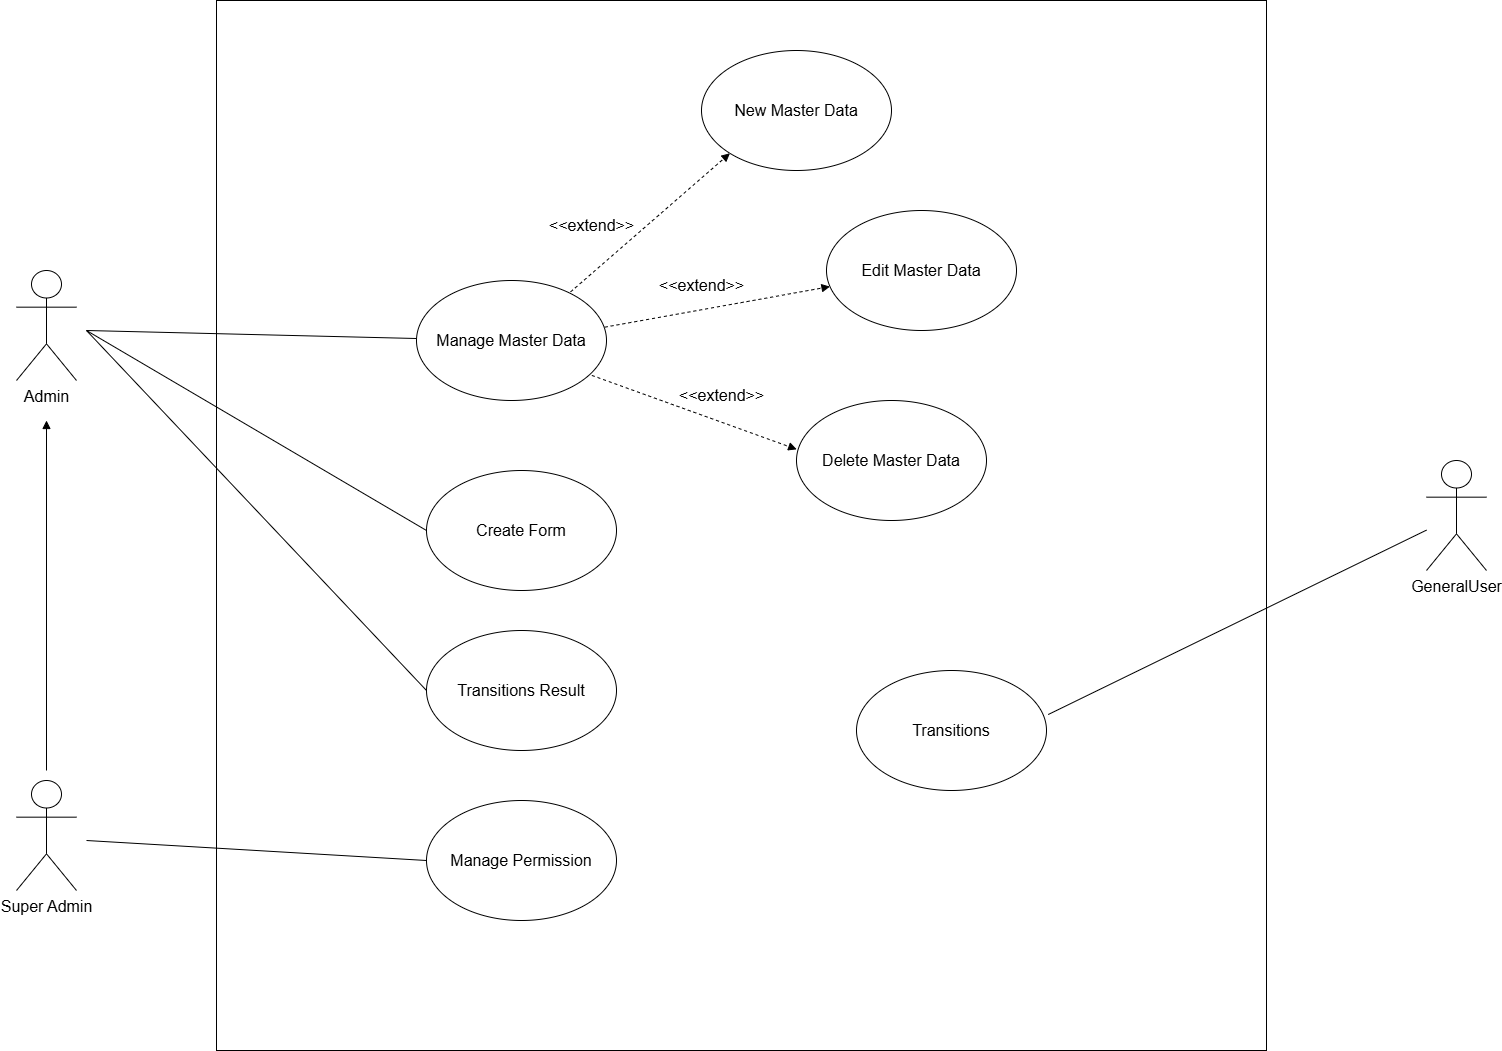 New Master Data
<<extend>>
Edit Master Data
<<extend>>
Manage Master Data
<<extend>>
Admin
Delete Master Data
Create Form
GeneralUser
Transitions Result
Transitions
Manage Permission
Super Admin